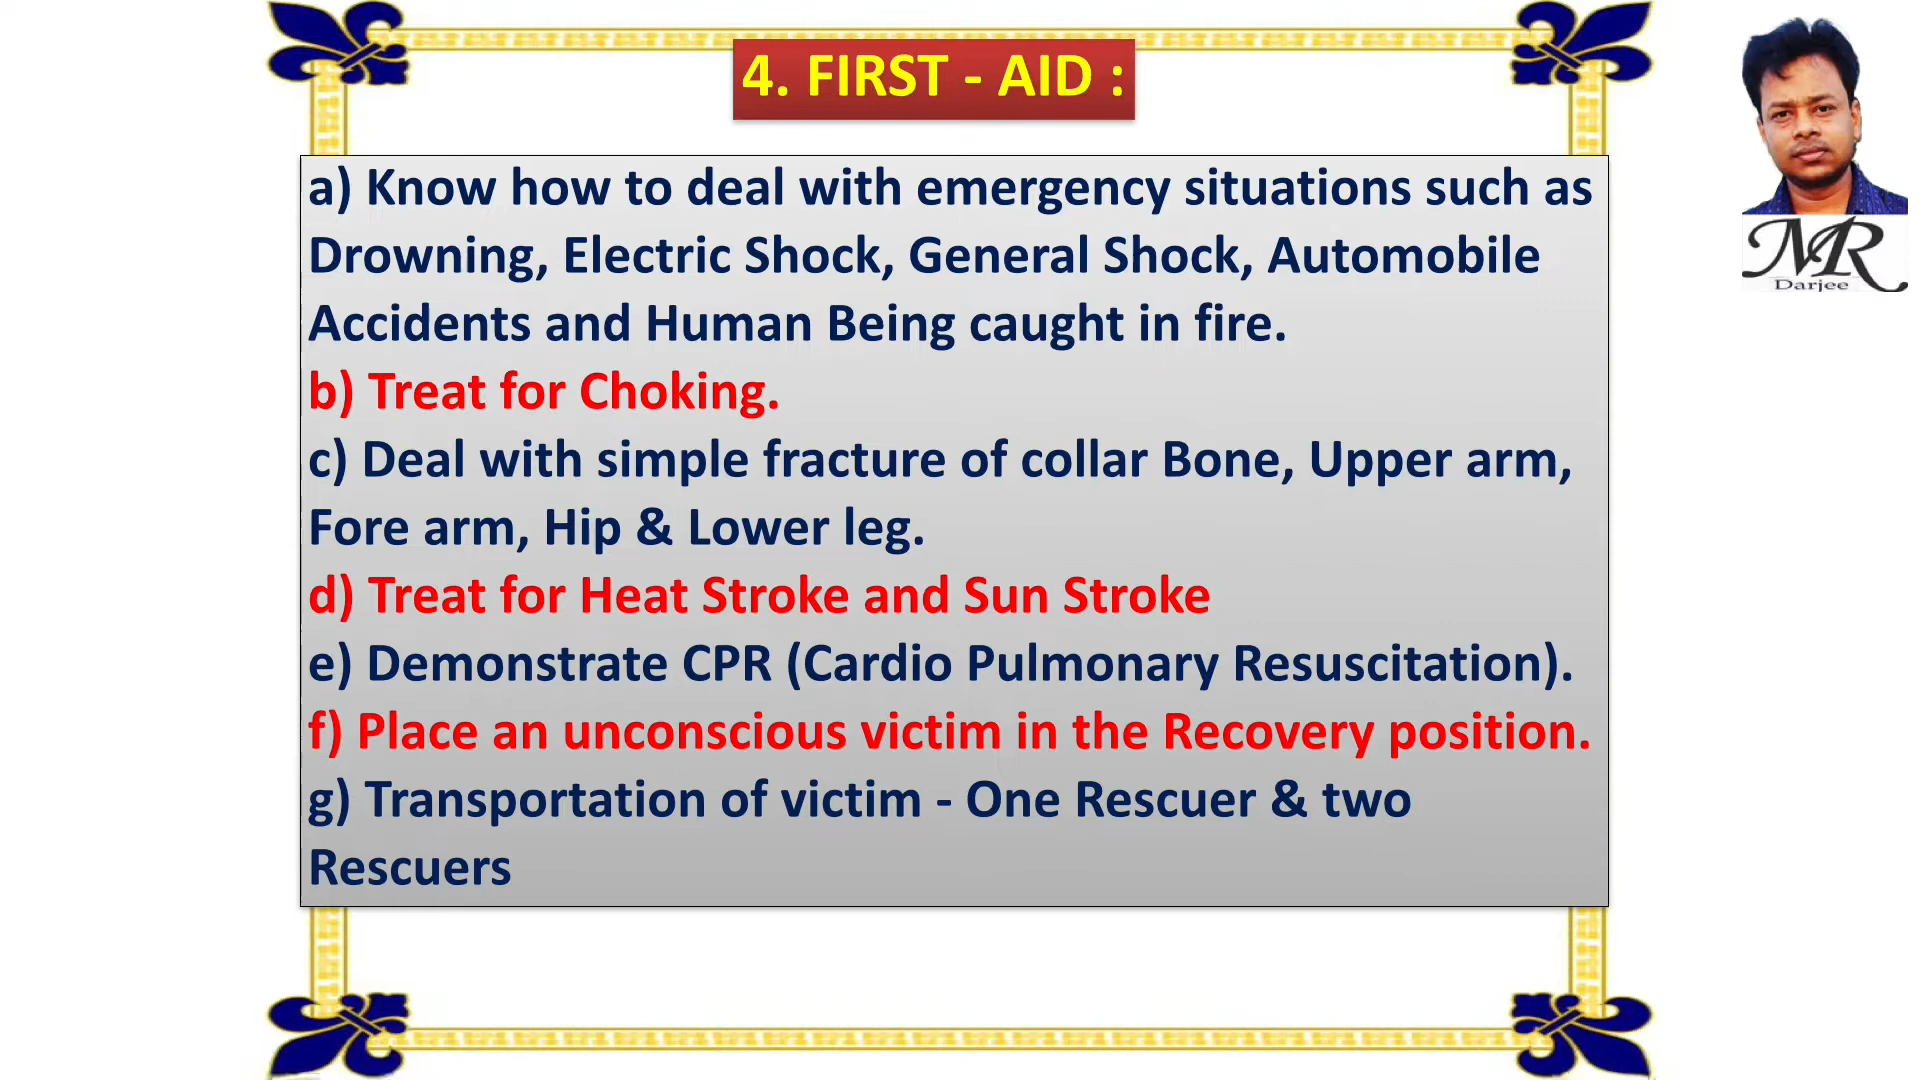 4. FIRST - AID :
a) Know how to deal with emergency situations such as
Drowning, Electric Shock, General Shock, Automobile
Accidents and Human Being caught in fire.
b) Treat for Choking.
c) Deal with simple fracture of collar Bone, Upper arm,
Fore arm, Hip & Lower leg.
d) Treat for Heat Stroke and Sun Stroke
e) Demonstrate CPR (Cardio Pulmonary Resuscitation).
f) Place an unconscious victim in the Recovery position.
g) Transportation of victim - One Rescuer & two
Rescuers
MR
Darjee